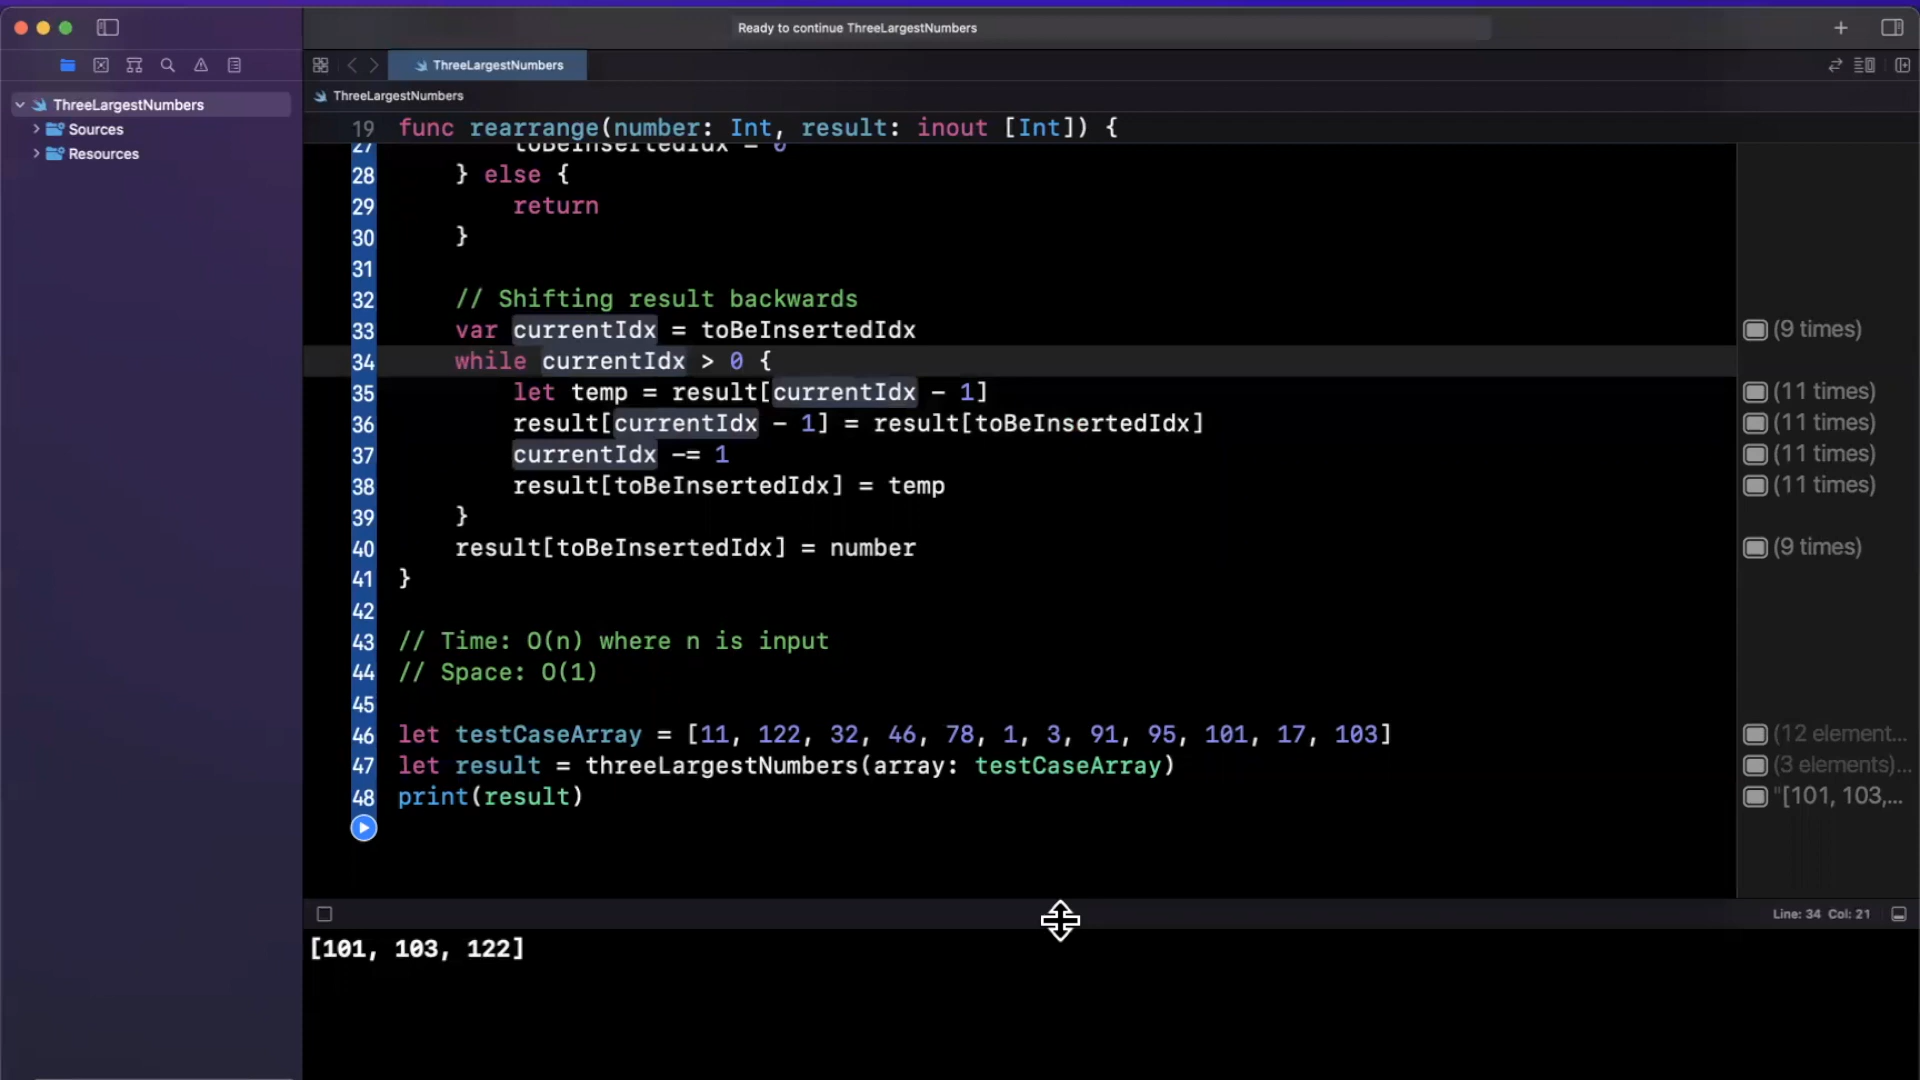 Ready to continue ThreeLargestNumbers
ThreeLargestNumbers
ThreeLargestNumbers
Sources
Resources
ThreeLargestNumbers
19 func rearrange(number: Int, result: inout [Int]) {
27 toBeInsertedIdx = 0
28 } else {
29 return
30 }
31
32 // Shifting result backwards
33 var currentIdx = toBeInsertedIdx (9 times)
34 while currentIdx > 0 {
35 let temp = result[currentIdx - 1] (11 times)
36 result[currentIdx - 1] = result[toBeInsertedIdx] (11 times)
37 currentIdx -= 1 (11 times)
38 result[toBeInsertedIdx] = temp (11 times)
39 }
40 result[toBeInsertedIdx] = number (9 times)
41 }
42
43 // Time: O(n) where n is input
44 // Space: O(1)
45
46 let testCaseArray = [11, 122, 32, 46, 78, 1, 3, 91, 95, 101, 17, 103] (12 element...
47 let result = threeLargestNumbers(array: testCaseArray) (3 elements)...
48 print(result) "[101, 103,...
Line: 34 Col: 21
[101, 103, 122]